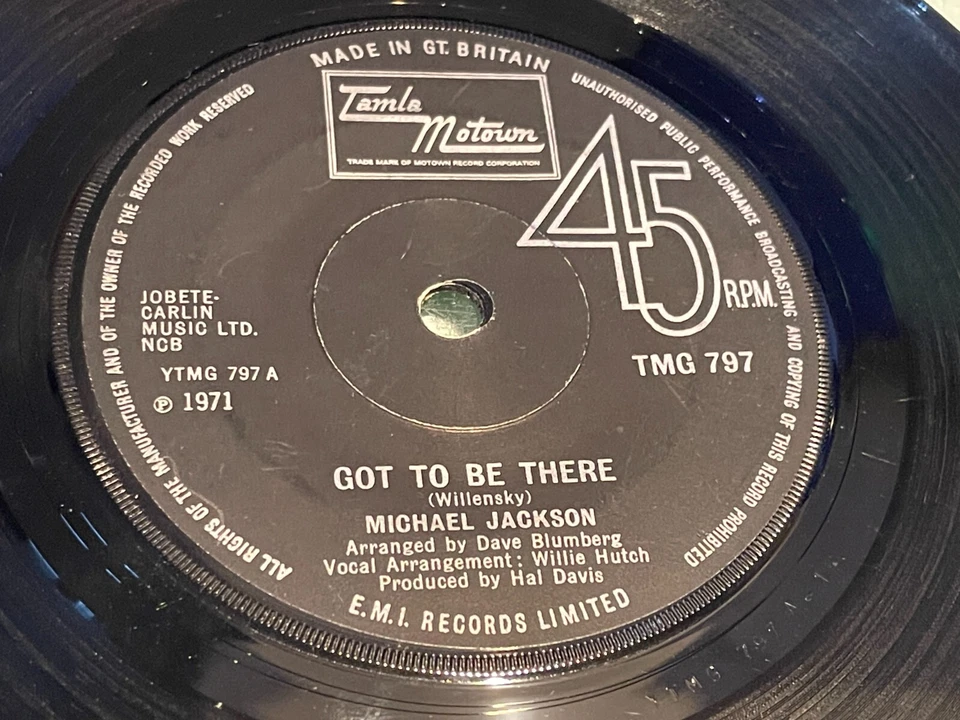 MADE IN GT. BRITAIN
Tamla
Motown
TRADE MARK OF MOTOWN RECORD CORPORATION
UNAUTHORISED PUBLIC PERFORMANCE BROADCASTING AND COPYING OF THIS RECORD PROHIBITED
ALL RIGHTS OF THE MANUFACTURER AND OF THE OWNER OF THE RECORDED WORK RESERVED
45 R.P.M.
JOBETE-
CARLIN
MUSIC LTD.
NCB
YTMG 797 A
℗ 1971
TMG 797
GOT TO BE THERE
(Willensky)
MICHAEL JACKSON
Arranged by Dave Blumberg
Vocal Arrangement: Willie Hutch
Produced by Hal Davis
E.M.I. RECORDS LIMITED